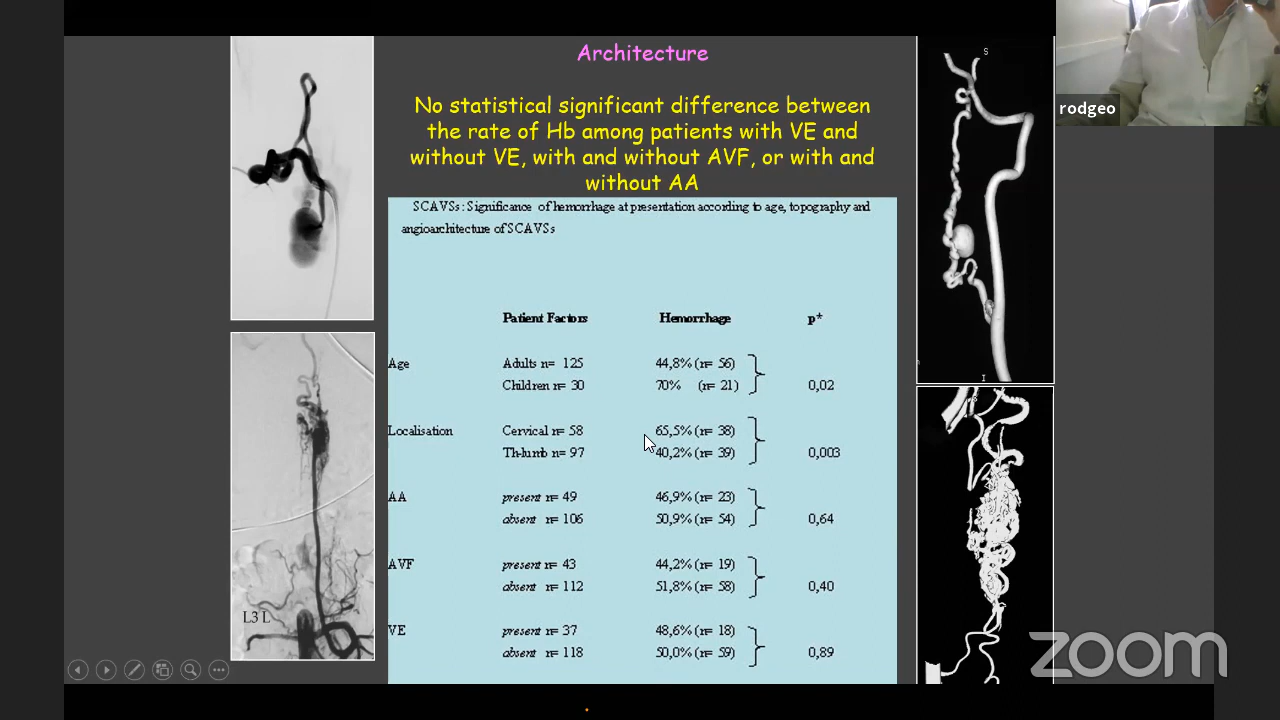 Architecture
No statistical significant difference between
the rate of Hb among patients with VE and
without VE, with and without AVF, or with and
without AA
SCAVSs: Significance of hemorrhage at presentation according to age, topography and
angioarchitecture of SCAVSs
Patient Factors Hemorrhage p*
Age Adults n= 125 44,8% (n= 56)
Children n= 30 70% (n= 21) 0,02
Localisation Cervical n= 58 65,5% (n= 38)
Th-lumb n= 97 40,2% (n= 39) 0,003
AA present n= 49 46,9% (n= 23)
absent n= 106 50,9% (n= 54) 0,64
AVF present n= 43 44,2% (n= 19)
absent n= 112 51,8% (n= 58) 0,40
VE present n= 37 48,6% (n= 18)
absent n= 118 50,0% (n= 59) 0,89
L3 L
S
I
rodgeo
zoom